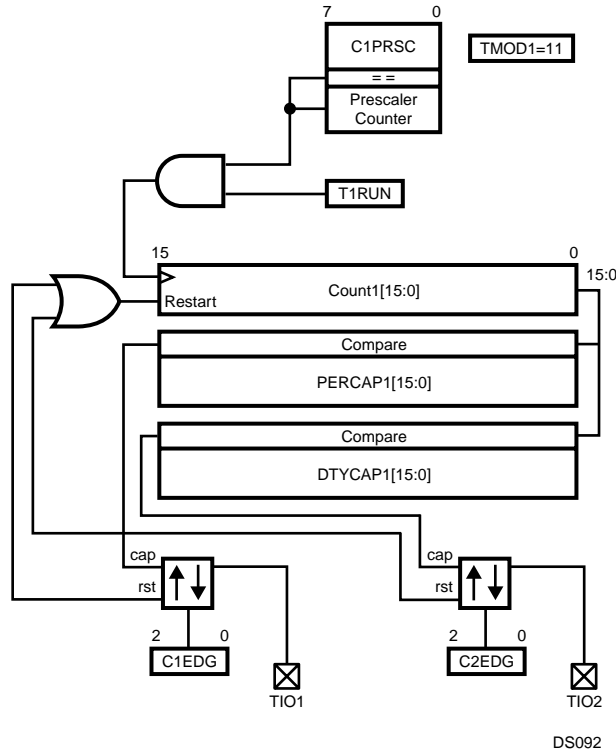 7 0
C1PRSC
TMOD1=11
= =
Prescaler
Counter
T1RUN
15 0
15:0
Count1[15:0]
Restart
Compare
PERCAP1[15:0]
Compare
DTYCAP1[15:0]
cap cap
rst rst
2 0 2 0
C1EDG C2EDG
TIO1 TIO2
DS092